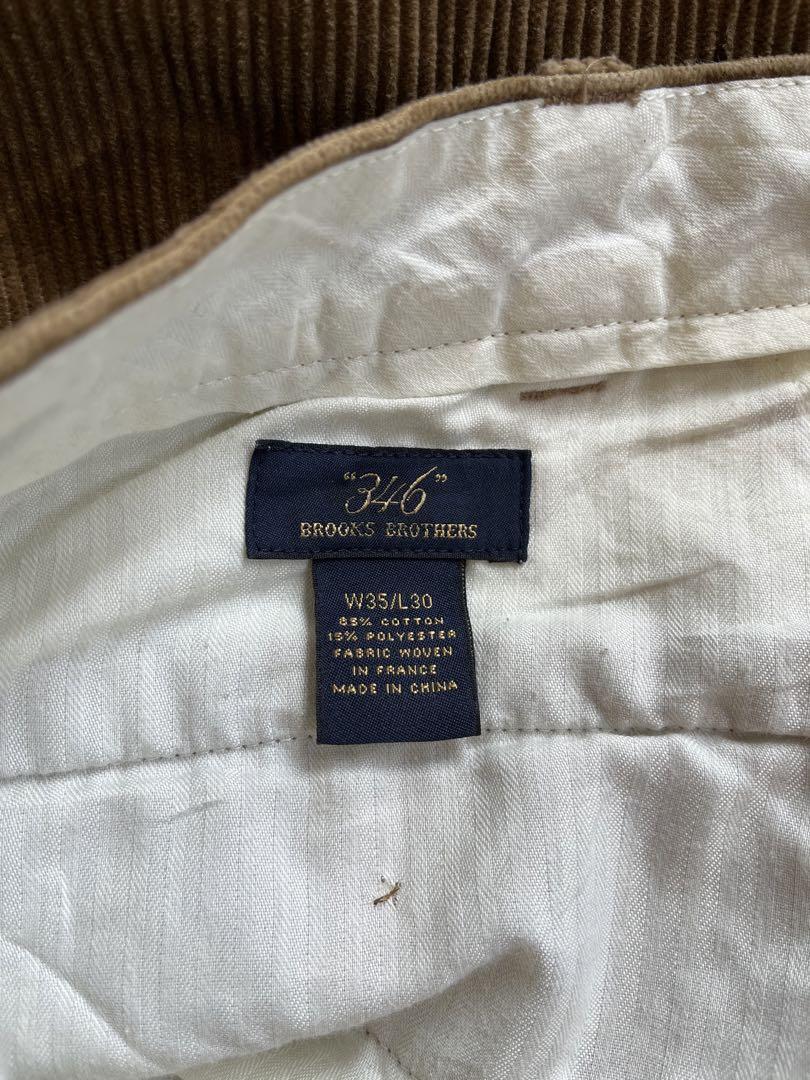 "346"
BROOKS BROTHERS
W35/L30
85% COTTON
15% POLYESTER
FABRIC WOVEN
IN FRANCE
MADE IN CHINA